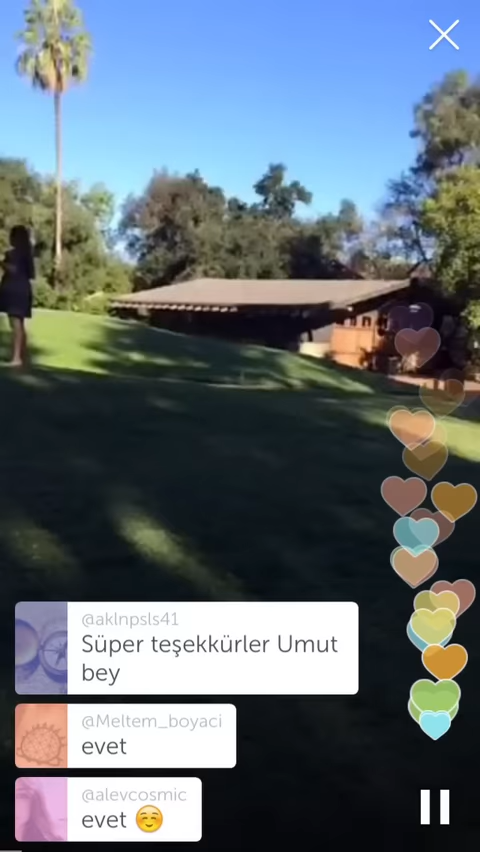 @aklnpsls41
Süper teşekkürler Umut
bey
@Meltem_boyaci
evet
@alevcosmic
evet ☺️